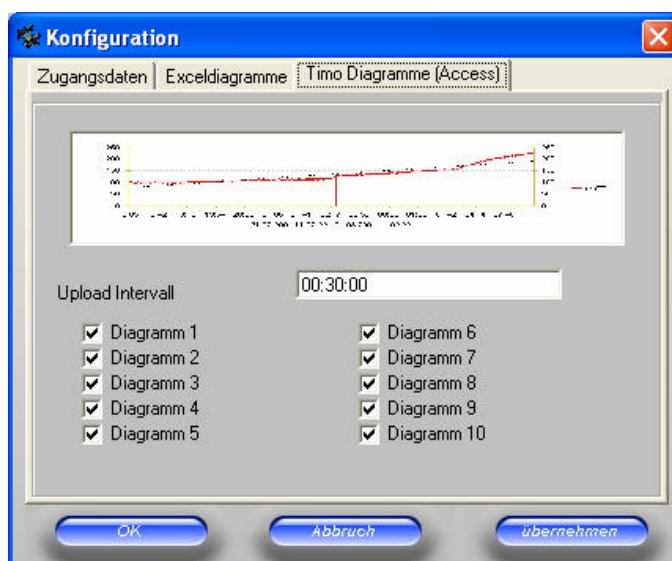 Konfiguration
Zugangsdaten Exceldiagramme Timo Diagramme (Access)
Upload Intervall 00:30:00
Diagramm 1 Diagramm 6
Diagramm 2 Diagramm 7
Diagramm 3 Diagramm 8
Diagramm 4 Diagramm 9
Diagramm 5 Diagramm 10
OK Abbruch übernehmen